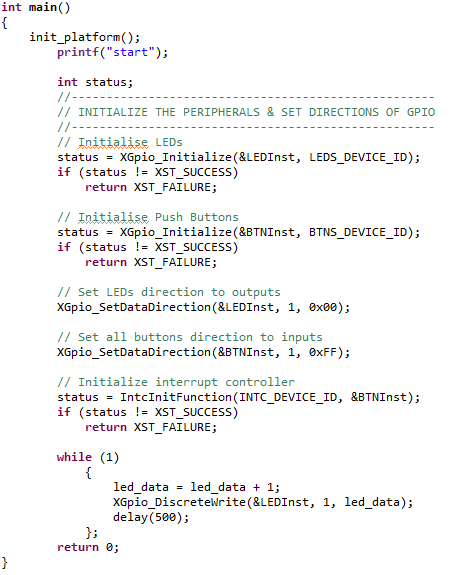 int main()
{
    init_platform();
        printf("start");

        int status;
        //----------------------------------------------------
        // INITIALIZE THE PERIPHERALS & SET DIRECTIONS OF GPIO
        //----------------------------------------------------
        // Initialise LEDs
        status = XGpio_Initialize(&LEDInst, LEDS_DEVICE_ID);
        if (status != XST_SUCCESS)
            return XST_FAILURE;

        // Initialise Push Buttons
        status = XGpio_Initialize(&BTNInst, BTNS_DEVICE_ID);
        if (status != XST_SUCCESS)
            return XST_FAILURE;

        // Set LEDs direction to outputs
        XGpio_SetDataDirection(&LEDInst, 1, 0x00);

        // Set all buttons direction to inputs
        XGpio_SetDataDirection(&BTNInst, 1, 0xFF);

        // Initialize interrupt controller
        status = IntcInitFunction(INTC_DEVICE_ID, &BTNInst);
        if (status != XST_SUCCESS)
            return XST_FAILURE;

        while (1)
            {
                led_data = led_data + 1;
                XGpio_DiscreteWrite(&LEDInst, 1, led_data);
                delay(500);
            };
        return 0;
}